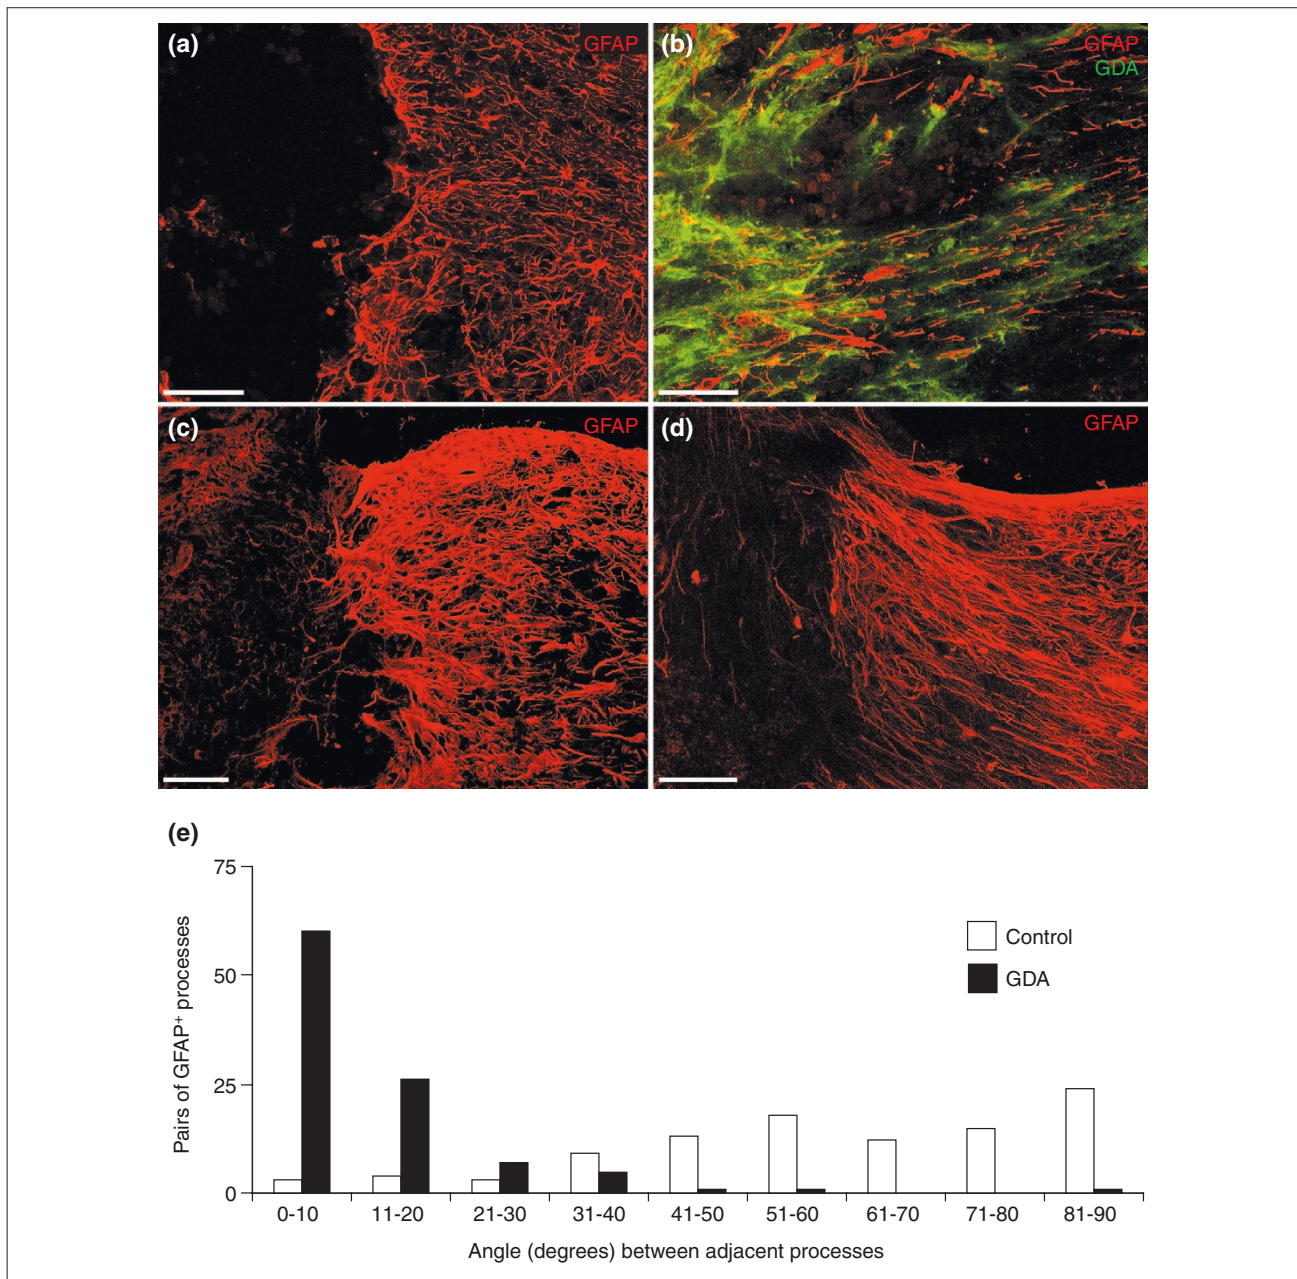 (a)
GFAP
(b)
GFAP
GDA
(c)
GFAP
(d)
GFAP
(e)
75
50
25
0
Pairs of GFAP⁺ processes
Control
GDA
0-10 11-20 21-30 31-40 41-50 51-60 61-70 71-80 81-90
Angle (degrees) between adjacent processes